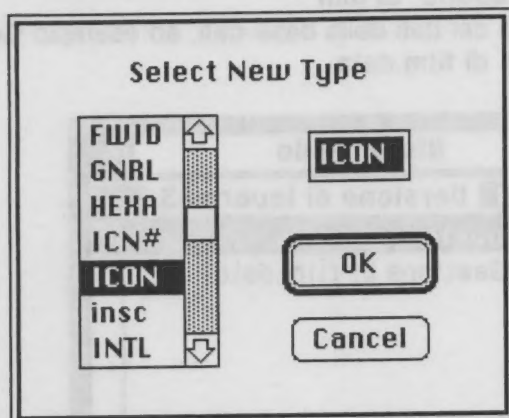 Select New Type
FWID
GNRL
HEXA
ICN#
ICON
insc
INTL
ICON
OK
Cancel